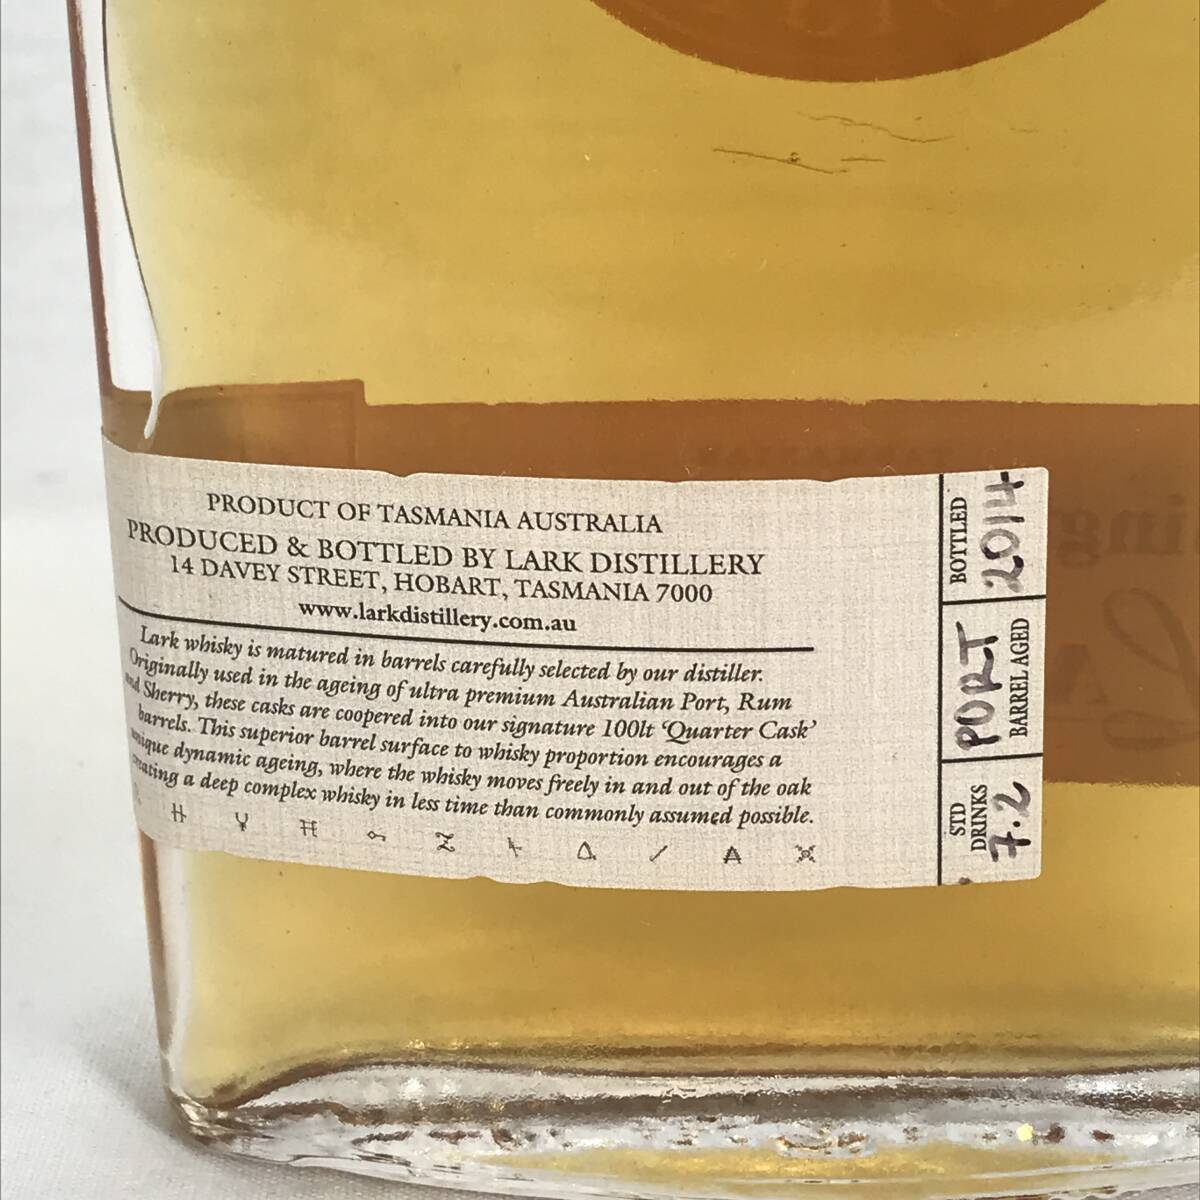 PRODUCT OF TASMANIA AUSTRALIA
PRODUCED & BOTTLED BY LARK DISTILLERY
14 DAVEY STREET, HOBART, TASMANIA 7000
www.larkdistillery.com.au
Lark whisky is matured in barrels carefully selected by our distiller.
Originally used in the ageing of ultra premium Australian Port, Rum
and Sherry, these casks are coopered into our signature 100lt ‘Quarter Cask’
barrels. This superior barrel surface to whisky proportion encourages a
unique dynamic ageing, where the whisky moves freely in and out of the oak
creating a deep complex whisky in less time than commonly assumed possible.
BOTTLED
2014
PORT
BARREL AGED
STD
DRINKS
7.2